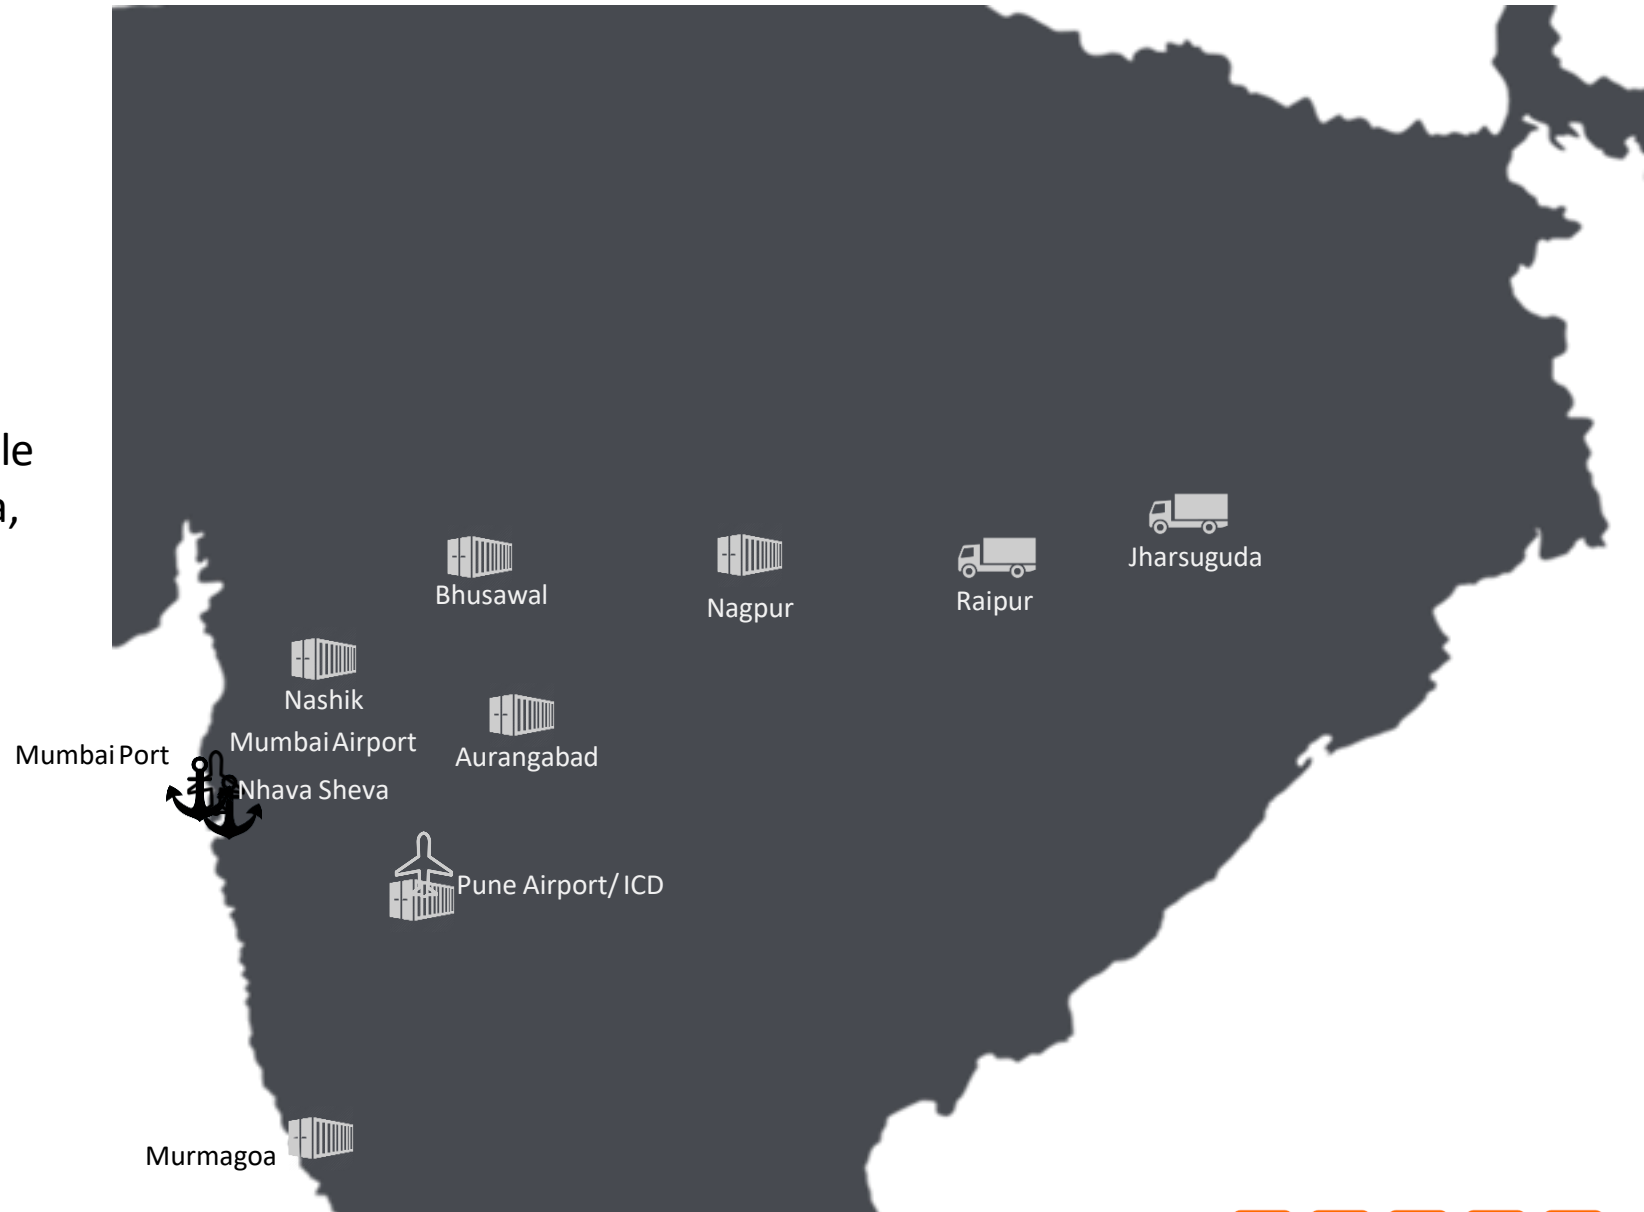 le
a,
Jharsuguda
Bhusawal
Nagpur
Raipur
Nashik
Mumbai Airport
Mumbai Port
Aurangabad
Nhava Sheva
Pune Airport/ ICD
Murmagoa